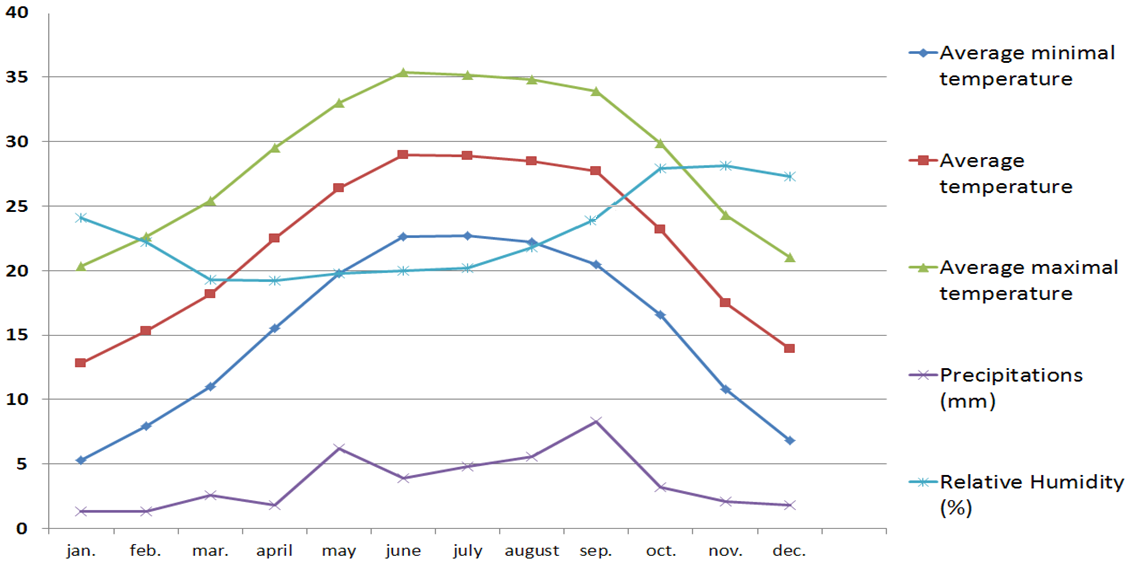 40
35
30
25
20
15
10
5
0
jan. feb. mar. april may june july august sep. oct. nov. dec.
Average minimal
temperature
Average
temperature
Average maximal
temperature
Precipitations
(mm)
Relative Humidity
(%)